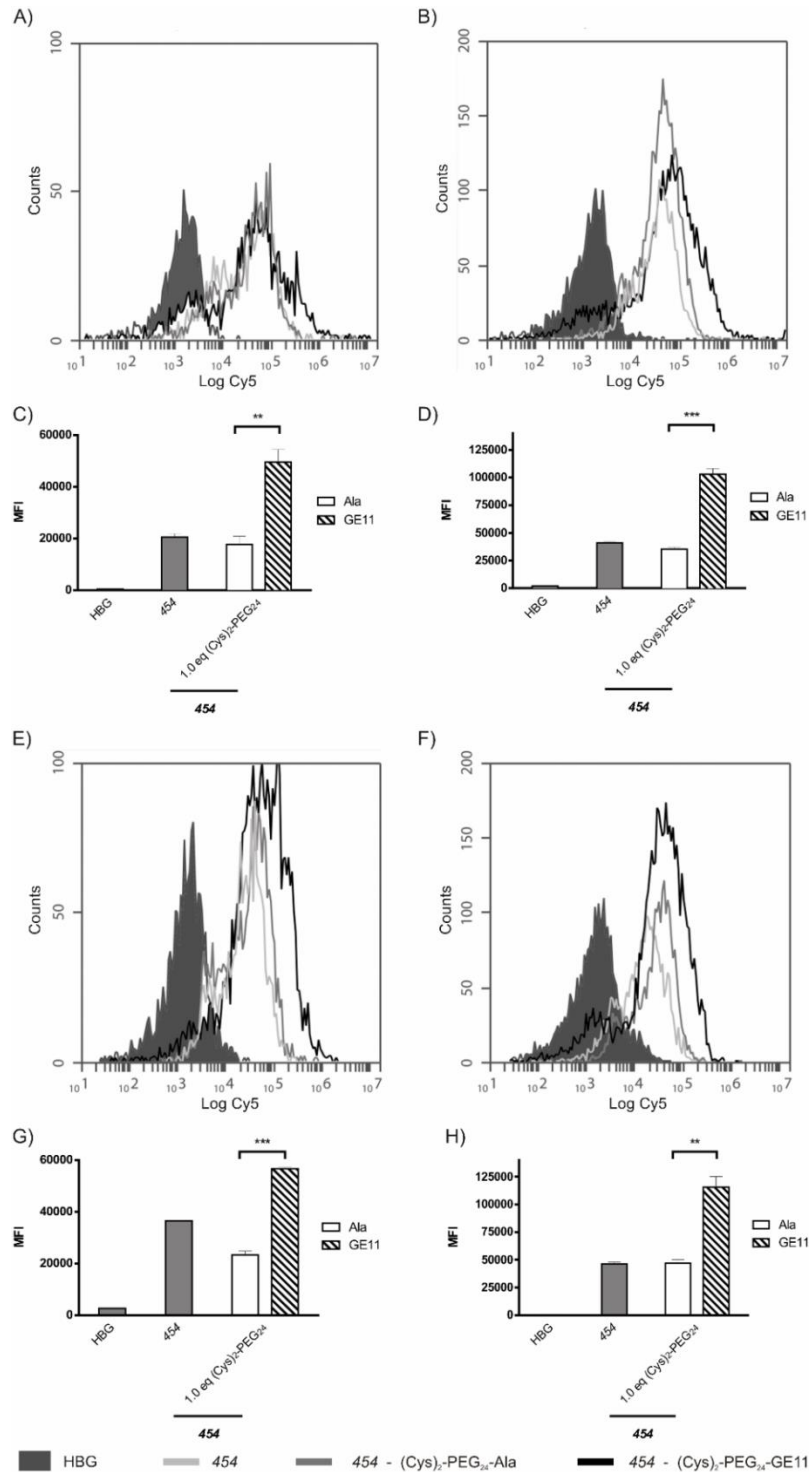 A)
100
50
0
Counts
10^1 10^2 10^3 10^4 10^5 10^6 10^7
Log Cy5
B)
200
150
100
50
0
Counts
10^1 10^2 10^3 10^4 10^5 10^6 10^7
Log Cy5
C)
**
60000
40000
20000
0
MFI
Ala
GE11
HBG
454
1.0 eq (Cys)₂-PEG₂₄
454
D)
***
125000
100000
75000
50000
25000
0
MFI
Ala
GE11
HBG
454
1.0 eq (Cys)₂-PEG₂₄
454
E)
100
50
0
Counts
10^1 10^2 10^3 10^4 10^5 10^6 10^7
Log Cy5
F)
200
150
100
50
0
Counts
10^1 10^2 10^3 10^4 10^5 10^6 10^7
Log Cy5
G)
***
60000
40000
20000
0
MFI
Ala
GE11
HBG
454
1.0 eq (Cys)₂-PEG₂₄
454
H)
**
125000
100000
75000
50000
25000
0
MFI
Ala
GE11
HBG
454
1.0 eq (Cys)₂-PEG₂₄
454
HBG 454 454 - (Cys)₂-PEG₂₄-Ala 454 - (Cys)₂-PEG₂₄-GE11